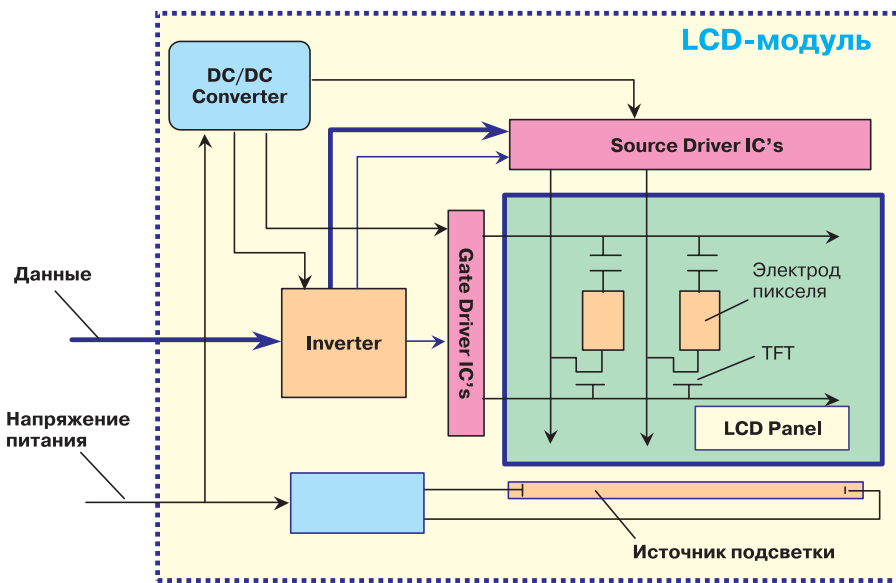 LCD-модуль
DC/DC
Converter
Source Driver IC's
Gate Driver IC's
Данные
Inverter
Электрод
пикселя
TFT
Напряжение
питания
LCD Panel
Источник подсветки